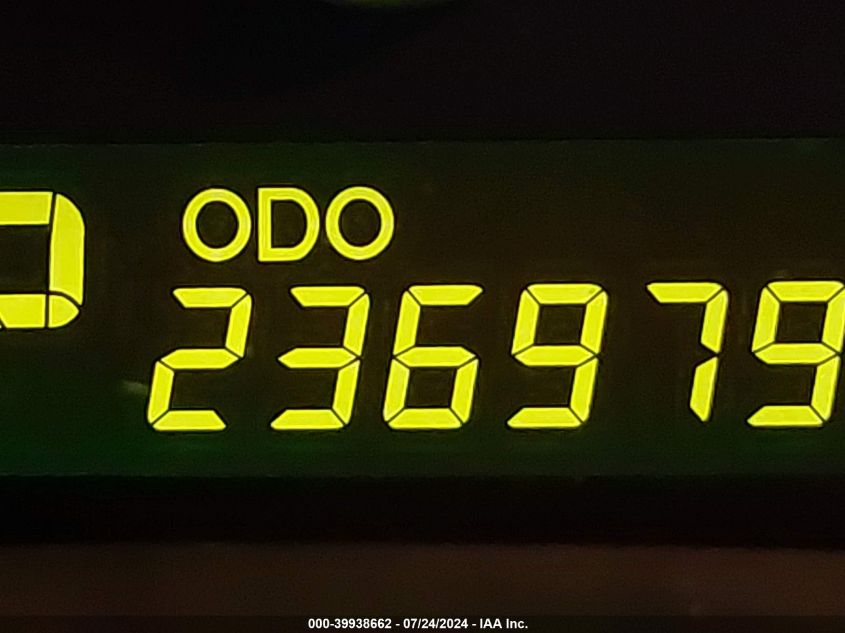 P
ODO
236979
000-39938662 - 07/24/2024 - IAA Inc.